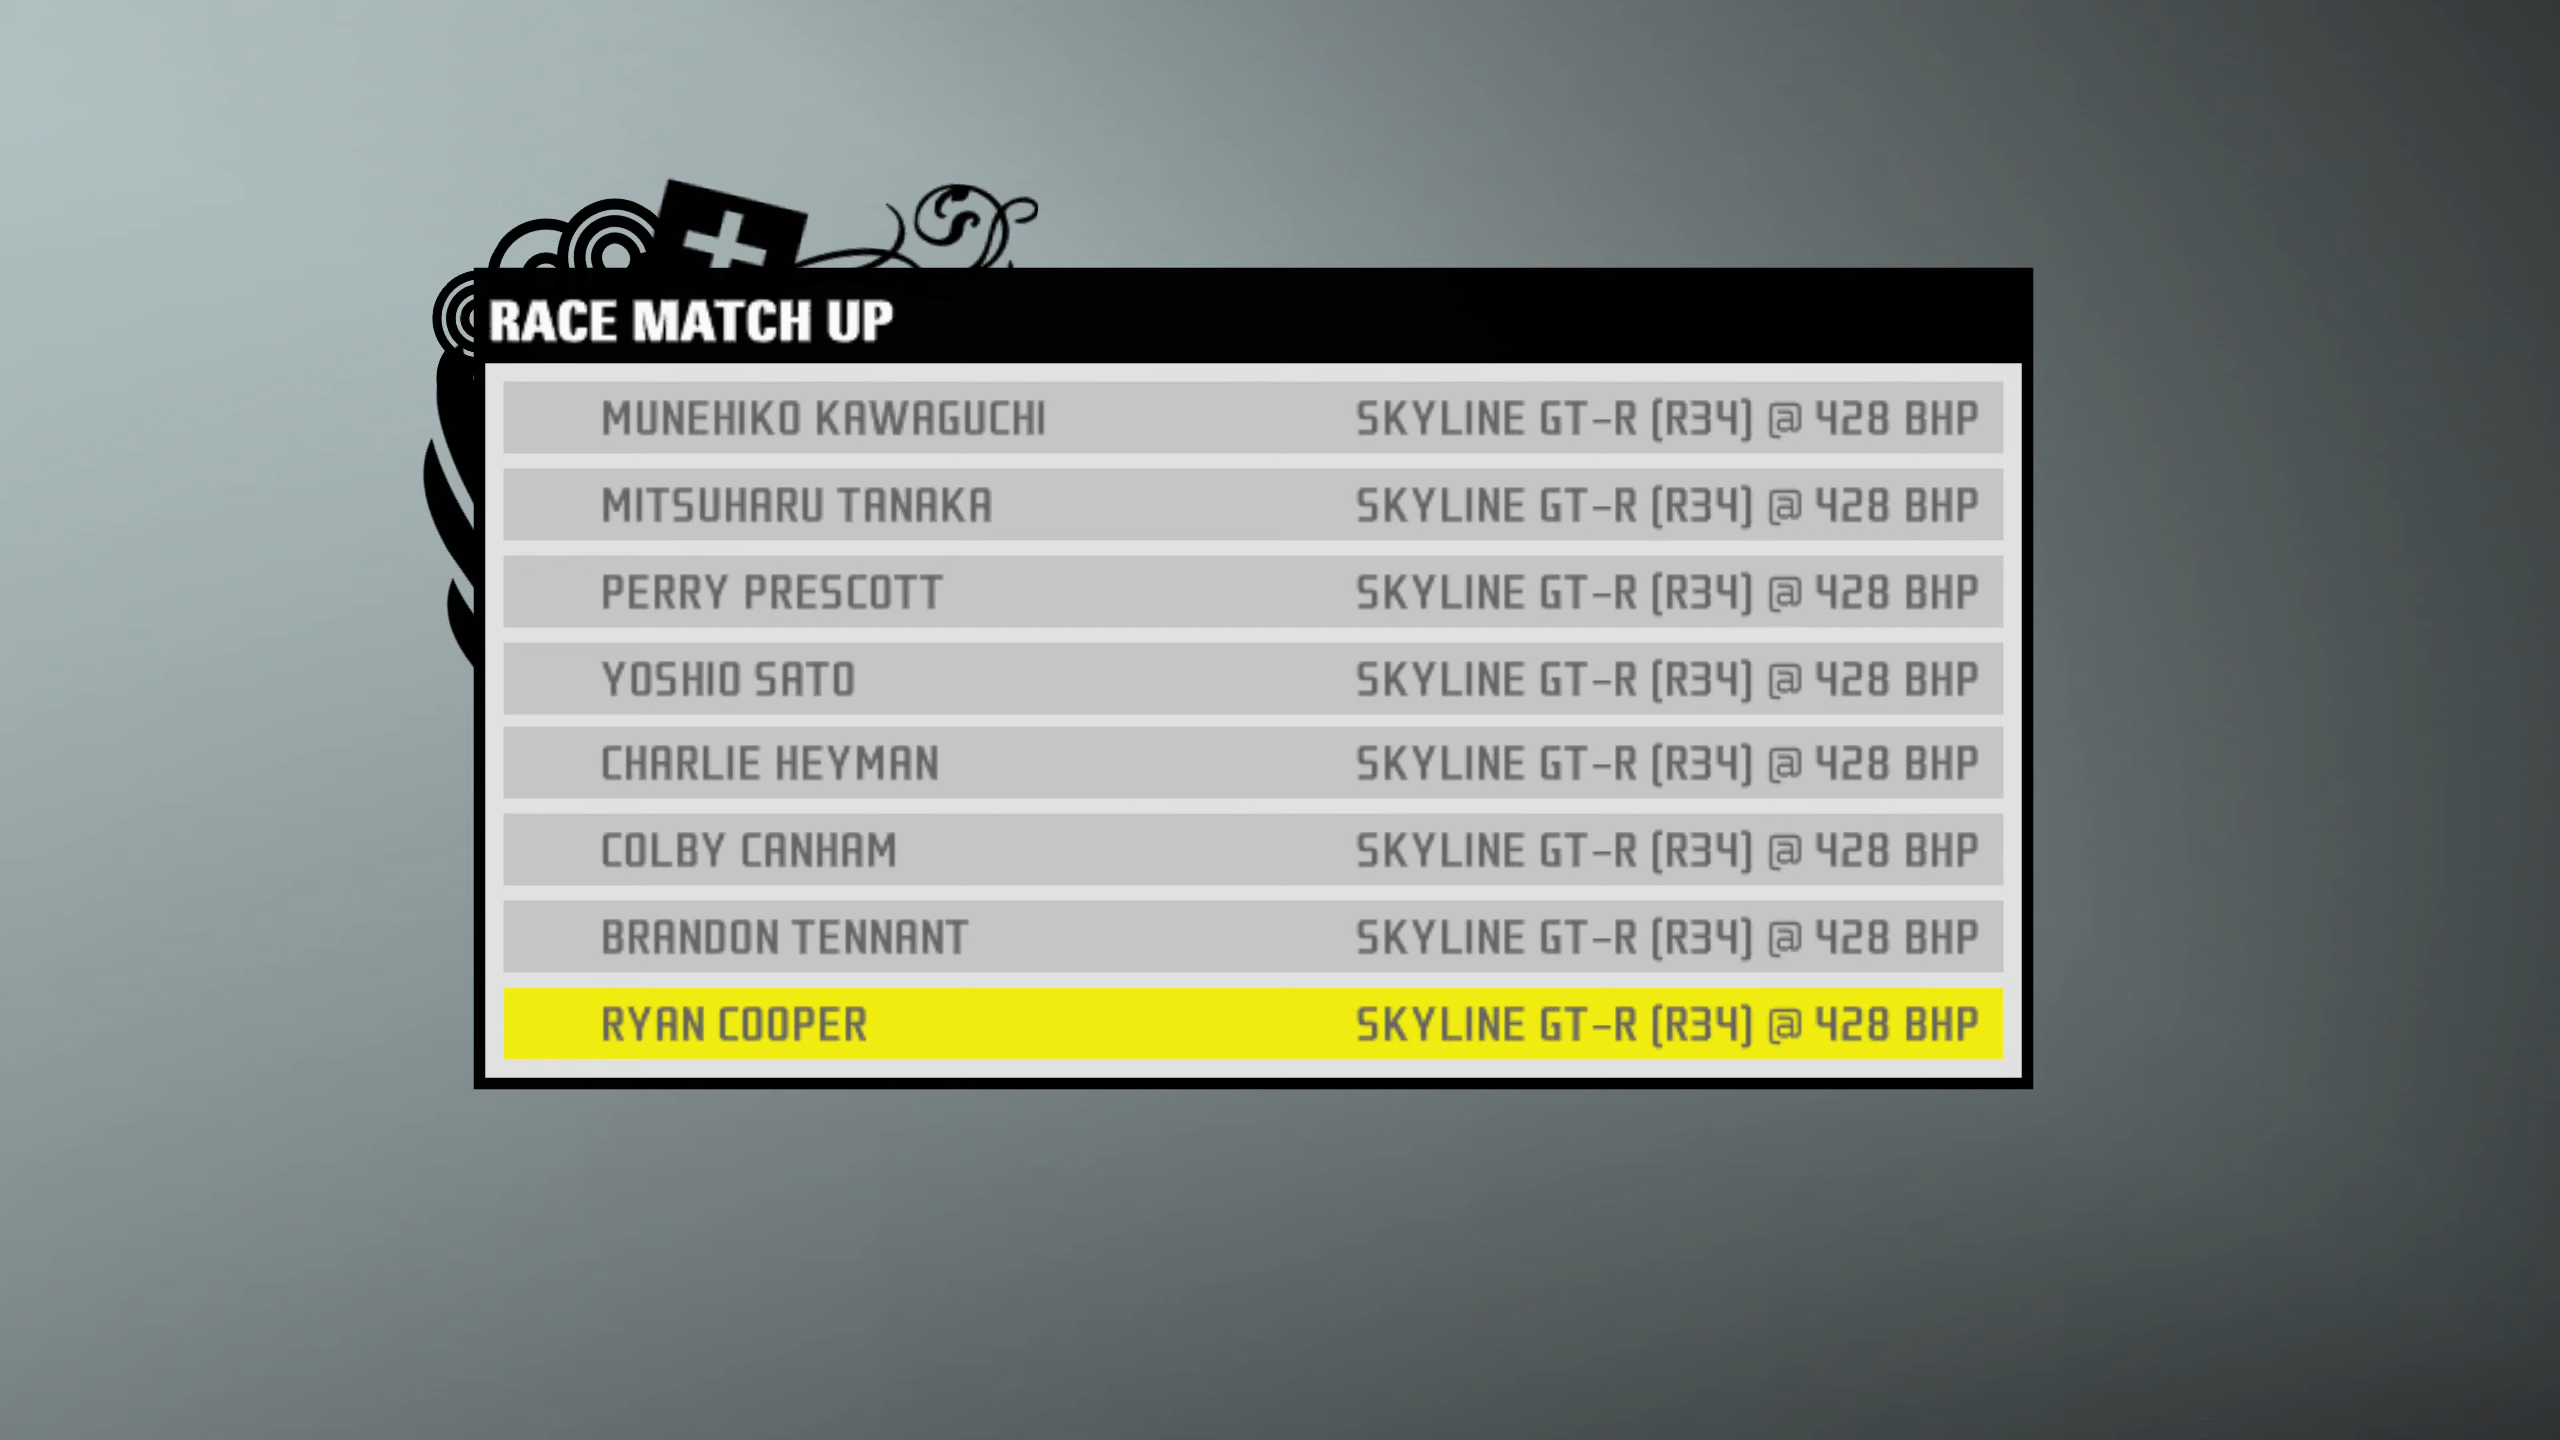 RACE MATCH UP
MUNEHIKO KAWAGUCHI SKYLINE GT-R [R34] @ 428 BHP
MITSUHARU TANAKA SKYLINE GT-R [R34] @ 428 BHP
PERRY PRESCOTT SKYLINE GT-R [R34] @ 428 BHP
YOSHIO SATO SKYLINE GT-R [R34] @ 428 BHP
CHARLIE HEYMAN SKYLINE GT-R [R34] @ 428 BHP
COLBY CANHAM SKYLINE GT-R [R34] @ 428 BHP
BRANDON TENNANT SKYLINE GT-R [R34] @ 428 BHP
RYAN COOPER SKYLINE GT-R [R34] @ 428 BHP